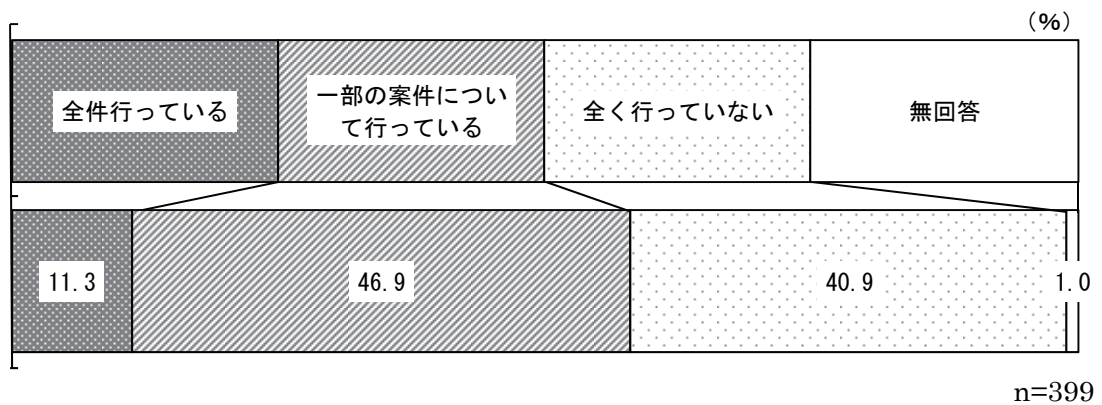 (%)
全件行っている
一部の案件につい
て行っている
全く行っていない
無回答
11.3
46.9
40.9
1.0
n=399